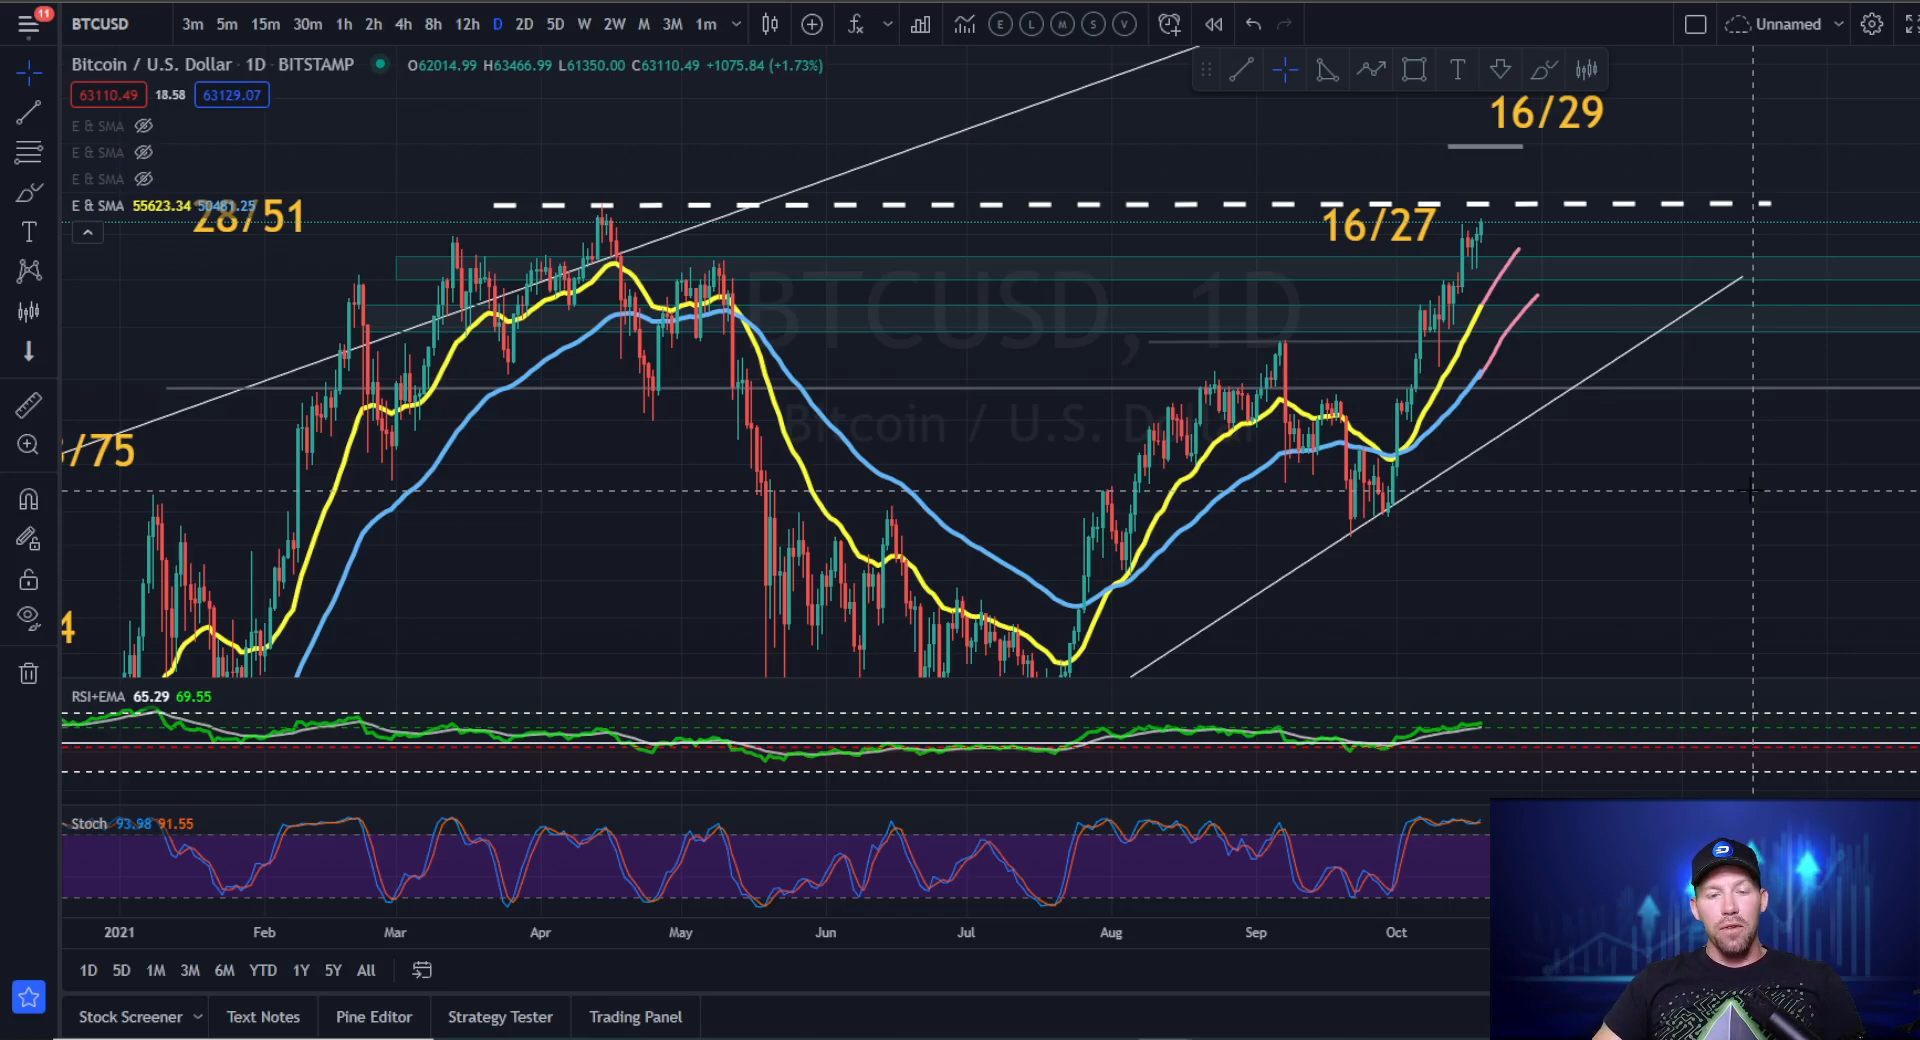 11
BTCUSD 3m 5m 15m 30m 1h 2h 4h 8h 12h D 2D 5D W 2W M 3M 1m E L M S V Unnamed
Bitcoin / U.S. Dollar 1D BITSTAMP O62014.99 H63466.99 L61350.00 C63110.49 +1075.84 (+1.73%)
63110.49 18.58 63129.07
16/29
E & SMA
E & SMA
E & SMA
E & SMA 55623.34 50481.25
28/51
16/27
BTCUSD, 1D
Bitcoin / U.S. Dollar
/75
4
RSI+EMA 65.29 69.55
Stoch 93.98 91.55
2021 Feb Mar Apr May Jun Jul Aug Sep Oct
1D 5D 1M 3M 6M YTD 1Y 5Y All
Stock Screener Text Notes Pine Editor Strategy Tester Trading Panel